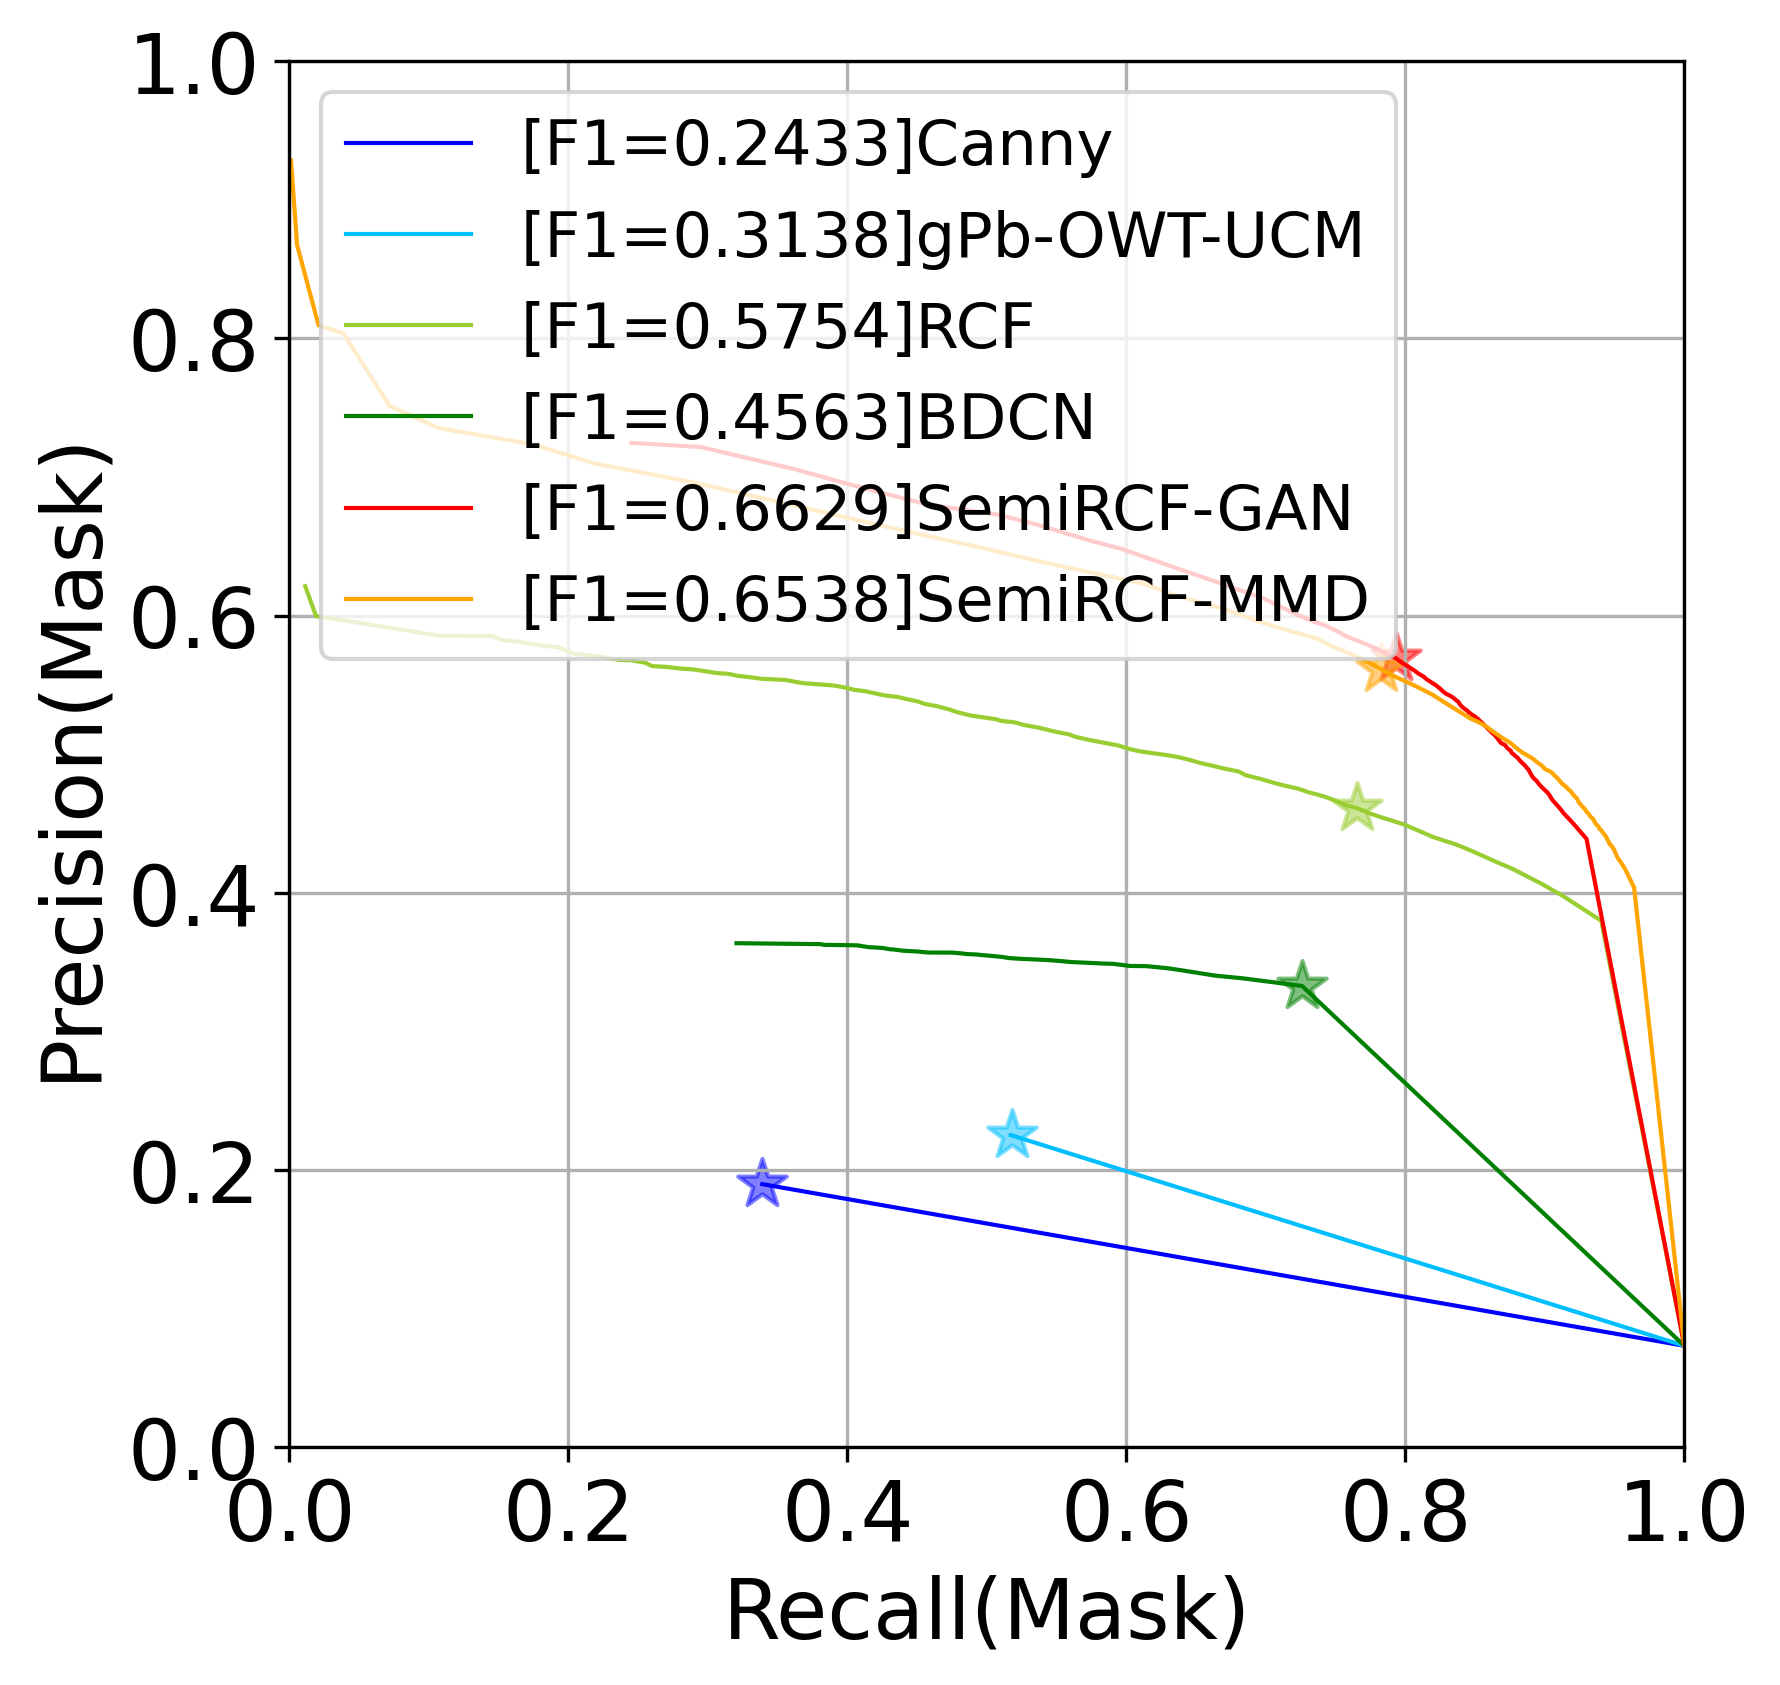 Precision(Mask)
1.0
0.8
0.6
0.4
0.2
0.0
[F1=0.2433]Canny
[F1=0.3138]gPb-OWT-UCM
[F1=0.5754]RCF
[F1=0.4563]BDCN
[F1=0.6629]SemiRCF-GAN
[F1=0.6538]SemiRCF-MMD
0.0 0.2 0.4 0.6 0.8 1.0
Recall(Mask)